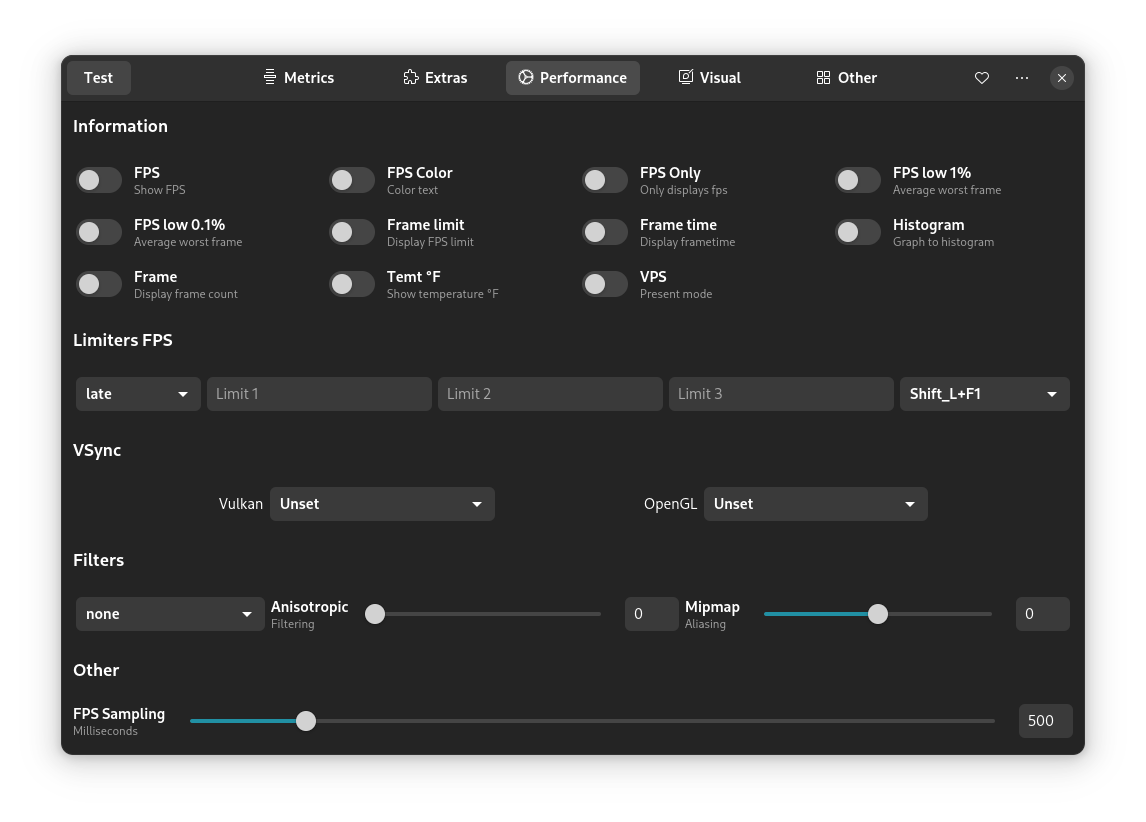 Test
Metrics
Extras
Performance
Visual
Other
Information
FPS
Show FPS
FPS Color
Color text
FPS Only
Only displays fps
FPS low 1%
Average worst frame
FPS low 0.1%
Average worst frame
Frame limit
Display FPS limit
Frame time
Display frametime
Histogram
Graph to histogram
Frame
Display frame count
Temt °F
Show temperature °F
VPS
Present mode
Limiters FPS
late
Limit 1
Limit 2
Limit 3
Shift_L+F1
VSync
Vulkan
Unset
OpenGL
Unset
Filters
none
Anisotropic
Filtering
0
Mipmap
Aliasing
0
Other
FPS Sampling
Milliseconds
500